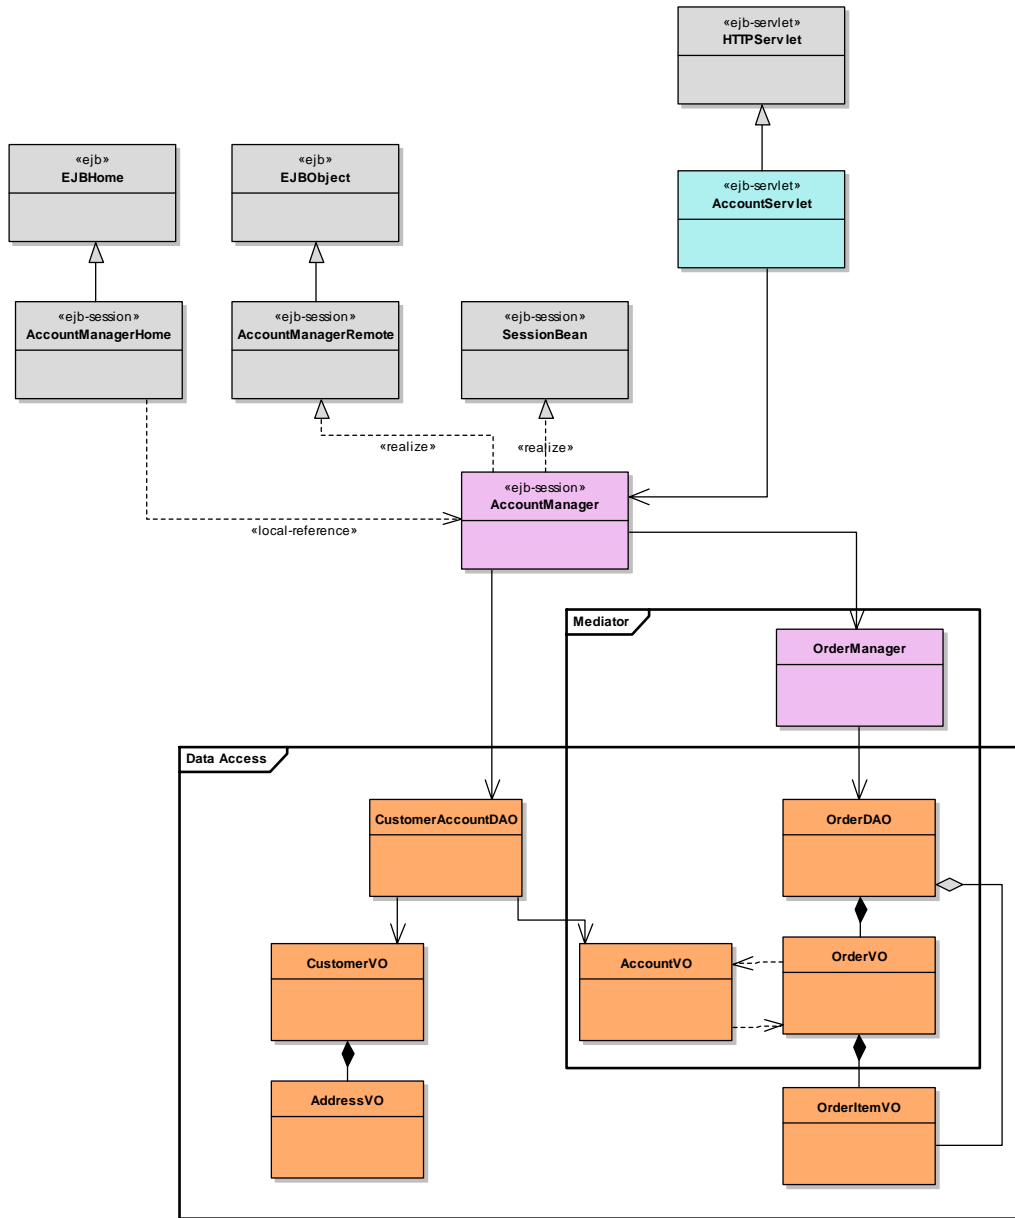 «ejb-servlet»
HTTPServlet
«ejb»
EJBHome
«ejb»
EJBObject
«ejb-servlet»
AccountServlet
«ejb-session»
AccountManagerHome
«ejb-session»
AccountManagerRemote
«ejb-session»
SessionBean
«realize»
«realize»
«ejb-session»
AccountManager
«local-reference»
Mediator
OrderManager
Data Access
CustomerAccountDAO
OrderDAO
CustomerVO
AccountVO
OrderVO
AddressVO
OrderItemVO